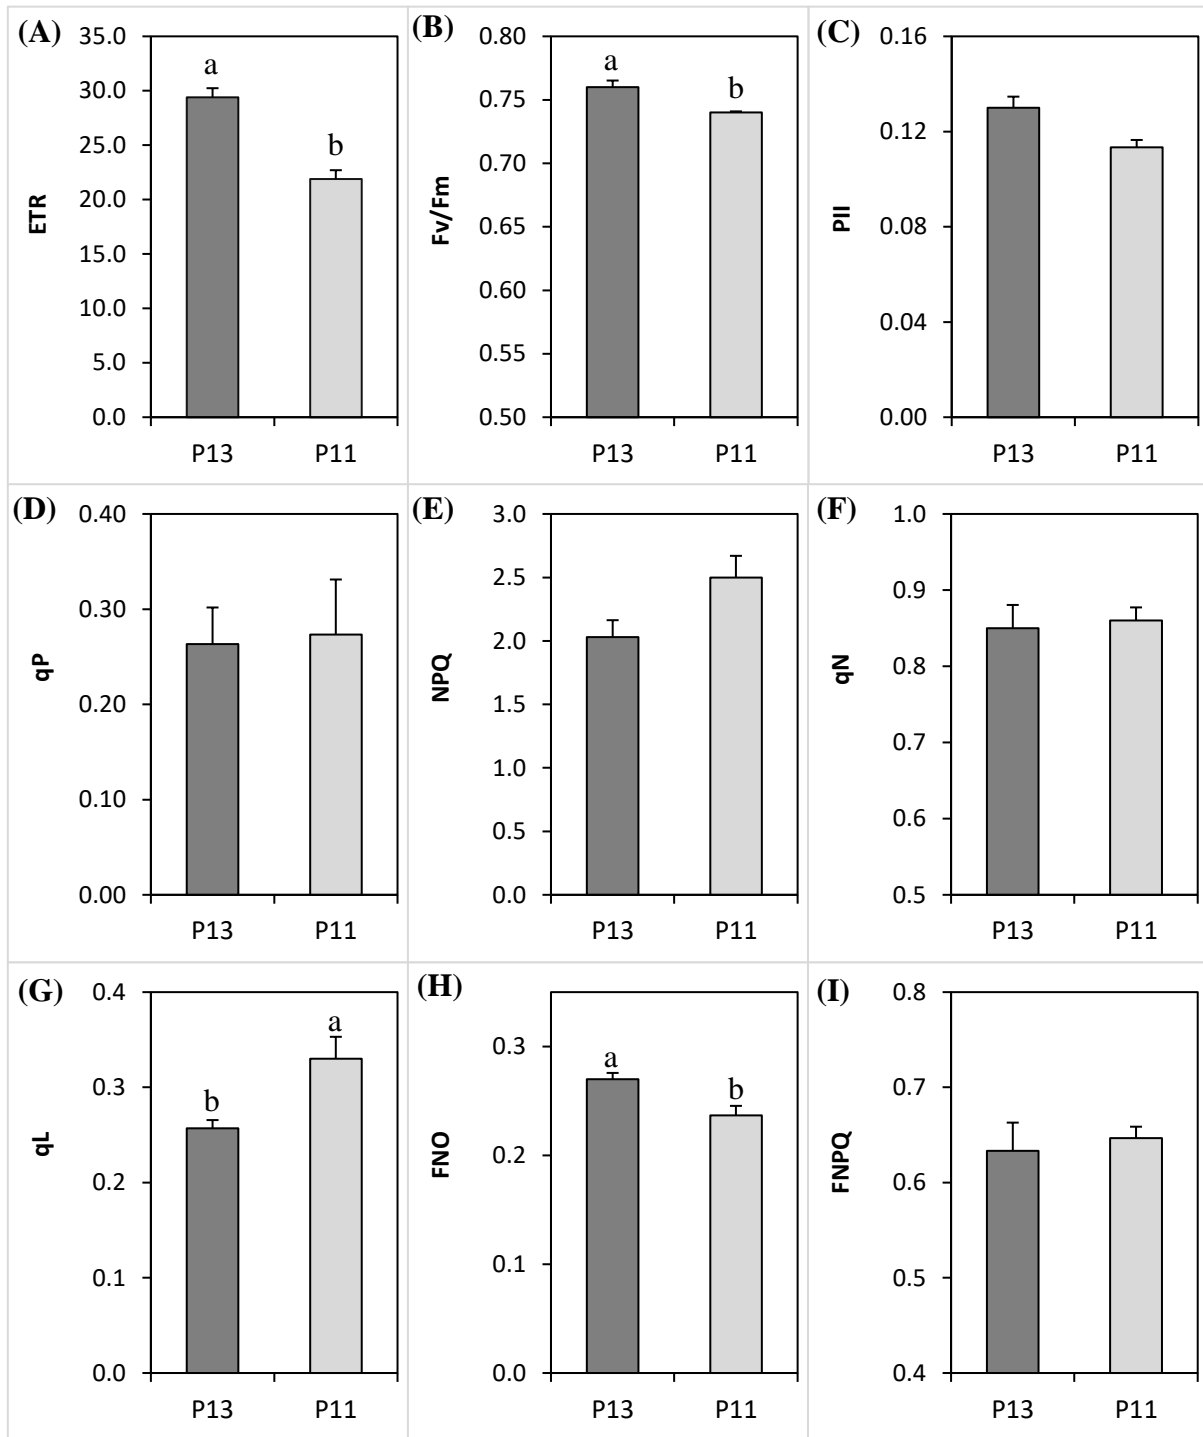 (A)
35.0
30.0
25.0
20.0
15.0
10.0
5.0
0.0
ETR
a
b
P13 P11
(B)
0.80
0.75
0.70
0.65
0.60
0.55
0.50
Fv/Fm
a
b
P13 P11
(C)
0.16
0.12
0.08
0.04
0.00
PII
P13 P11
(D)
0.40
0.30
0.20
0.10
0.00
qP
P13 P11
(E)
3.0
2.5
2.0
1.5
1.0
0.5
0.0
NPQ
P13 P11
(F)
1.0
0.9
0.8
0.7
0.6
0.5
qN
P13 P11
(G)
0.4
0.3
0.2
0.1
0.0
qL
b
a
P13 P11
(H)
0.3
0.2
0.1
0.0
FNO
a
b
P13 P11
(I)
0.8
0.7
0.6
0.5
0.4
FNPQ
P13 P11